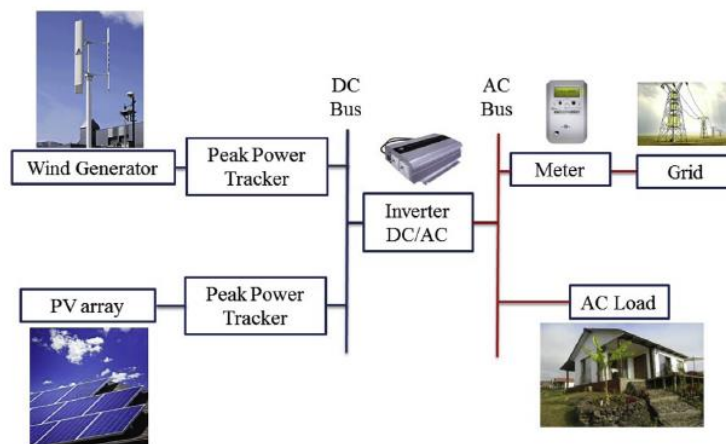 DC
Bus
AC
Bus
Wind Generator
Peak Power
Tracker
Inverter
DC/AC
Meter
Grid
PV array
Peak Power
Tracker
AC Load